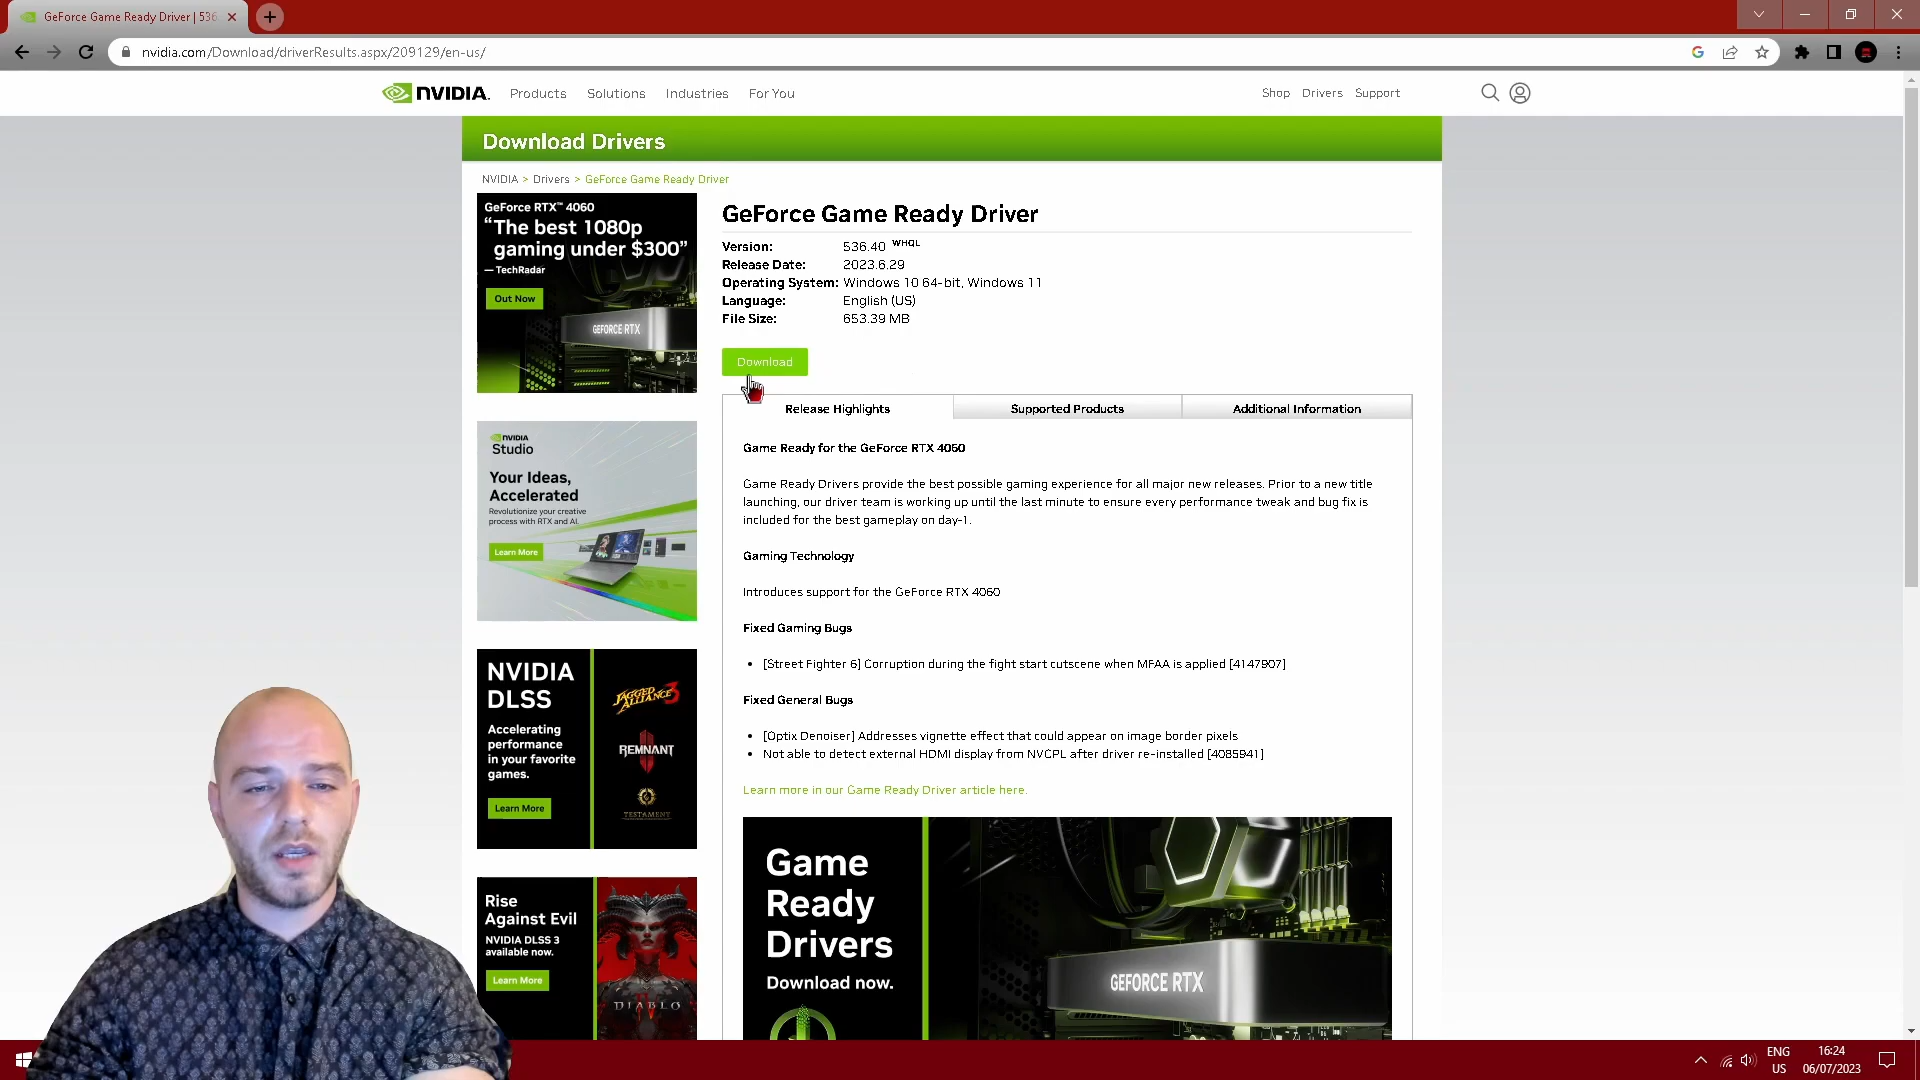 GeForce Game Ready Driver | 536
nvidia.com/Download/driverResults.aspx/209129/en-us/
NVIDIA.
Products
Solutions
Industries
For You
Shop
Drivers
Support
Download Drivers
NVIDIA > Drivers > GeForce Game Ready Driver
GeForce RTX™ 4060
“The best 1080p
gaming under $300”
— TechRadar
Out Now
GEFORCE RTX
GeForce Game Ready Driver
Version: 536.40 WHQL
Release Date: 2023.6.29
Operating System: Windows 10 64-bit, Windows 11
Language: English (US)
File Size: 653.39 MB
Download
Release Highlights
Supported Products
Additional Information
Game Ready for the GeForce RTX 4060
Game Ready Drivers provide the best possible gaming experience for all major new releases. Prior to a new title
launching, our driver team is working up until the last minute to ensure every performance tweak and bug fix is
included for the best gameplay on day-1.
Gaming Technology
Introduces support for the GeForce RTX 4060
Fixed Gaming Bugs
• [Street Fighter 6] Corruption during the fight start cutscene when MFAA is applied [4147907]
Fixed General Bugs
• [Optix Denoiser] Addresses vignette effect that could appear on image border pixels
• Not able to detect external HDMI display from NVCPL after driver re-installed [4085941]
Learn more in our Game Ready Driver article here.
NVIDIA
Studio
Your Ideas,
Accelerated
Revolutionize your creative
process with RTX and AI.
Learn More
NVIDIA
DLSS
Accelerating
performance
in your favorite
games.
Learn More
JAGGED
ALLIANCE 3
REMNANT
TESTAMENT
Rise
Against Evil
NVIDIA DLSS 3
available now.
Learn More
DIABLO
Game
Ready
Drivers
Download now.
GEFORCE RTX
ENG
US
16:24
06/07/2023